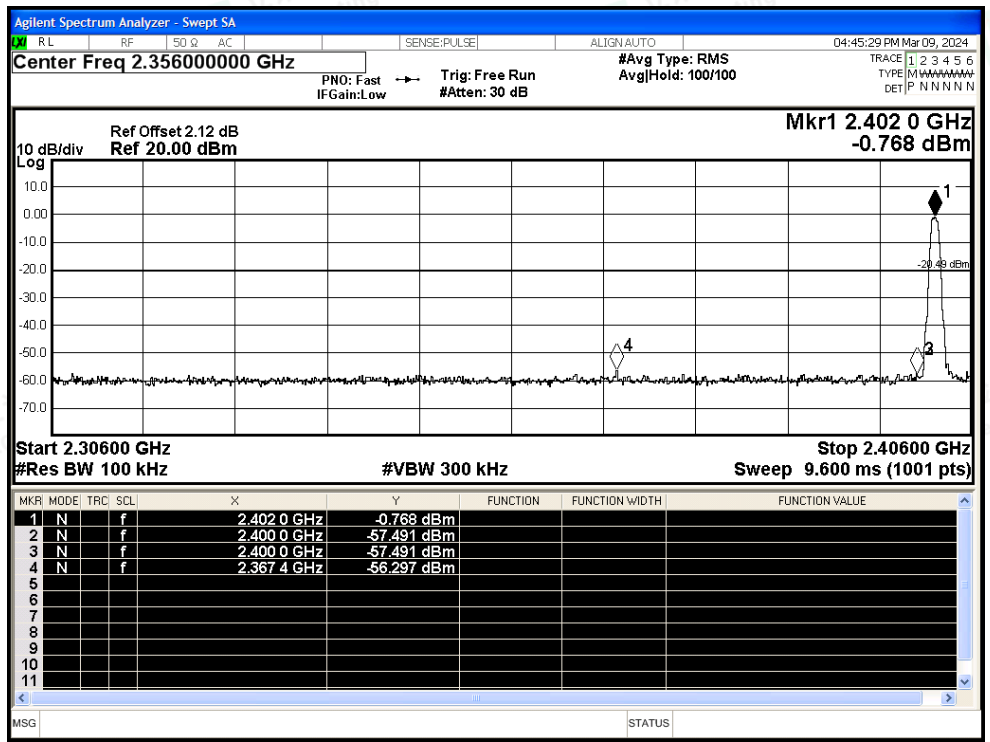 Agilent Spectrum Analyzer - Swept SA
LXI RL RF 50 Ω AC SENSE:PULSE ALIGN AUTO 04:45:29 PM Mar 09, 2024
Center Freq 2.356000000 GHz
PNO: Fast
IFGain:Low
Trig: Free Run
#Atten: 30 dB
#Avg Type: RMS
Avg|Hold: 100/100
TRACE 1 2 3 4 5 6
TYPE M WWWWW
DET P N N N N N
Mkr1 2.402 0 GHz
-0.768 dBm
Ref Offset 2.12 dB
10 dB/div Ref 20.00 dBm
Log
10.0
0.00
-10.0
-20.0
-30.0
-40.0
-50.0
-60.0
-70.0
1
-20.49 dBm
4
3
Start 2.30600 GHz Stop 2.40600 GHz
#Res BW 100 kHz #VBW 300 kHz Sweep 9.600 ms (1001 pts)
MKR MODE TRC SCL X Y FUNCTION FUNCTION WIDTH FUNCTION VALUE
1 N f 2.402 0 GHz -0.768 dBm
2 N f 2.400 0 GHz -57.491 dBm
3 N f 2.400 0 GHz -57.491 dBm
4 N f 2.367 4 GHz -56.297 dBm
5
6
7
8
9
10
11
MSG STATUS